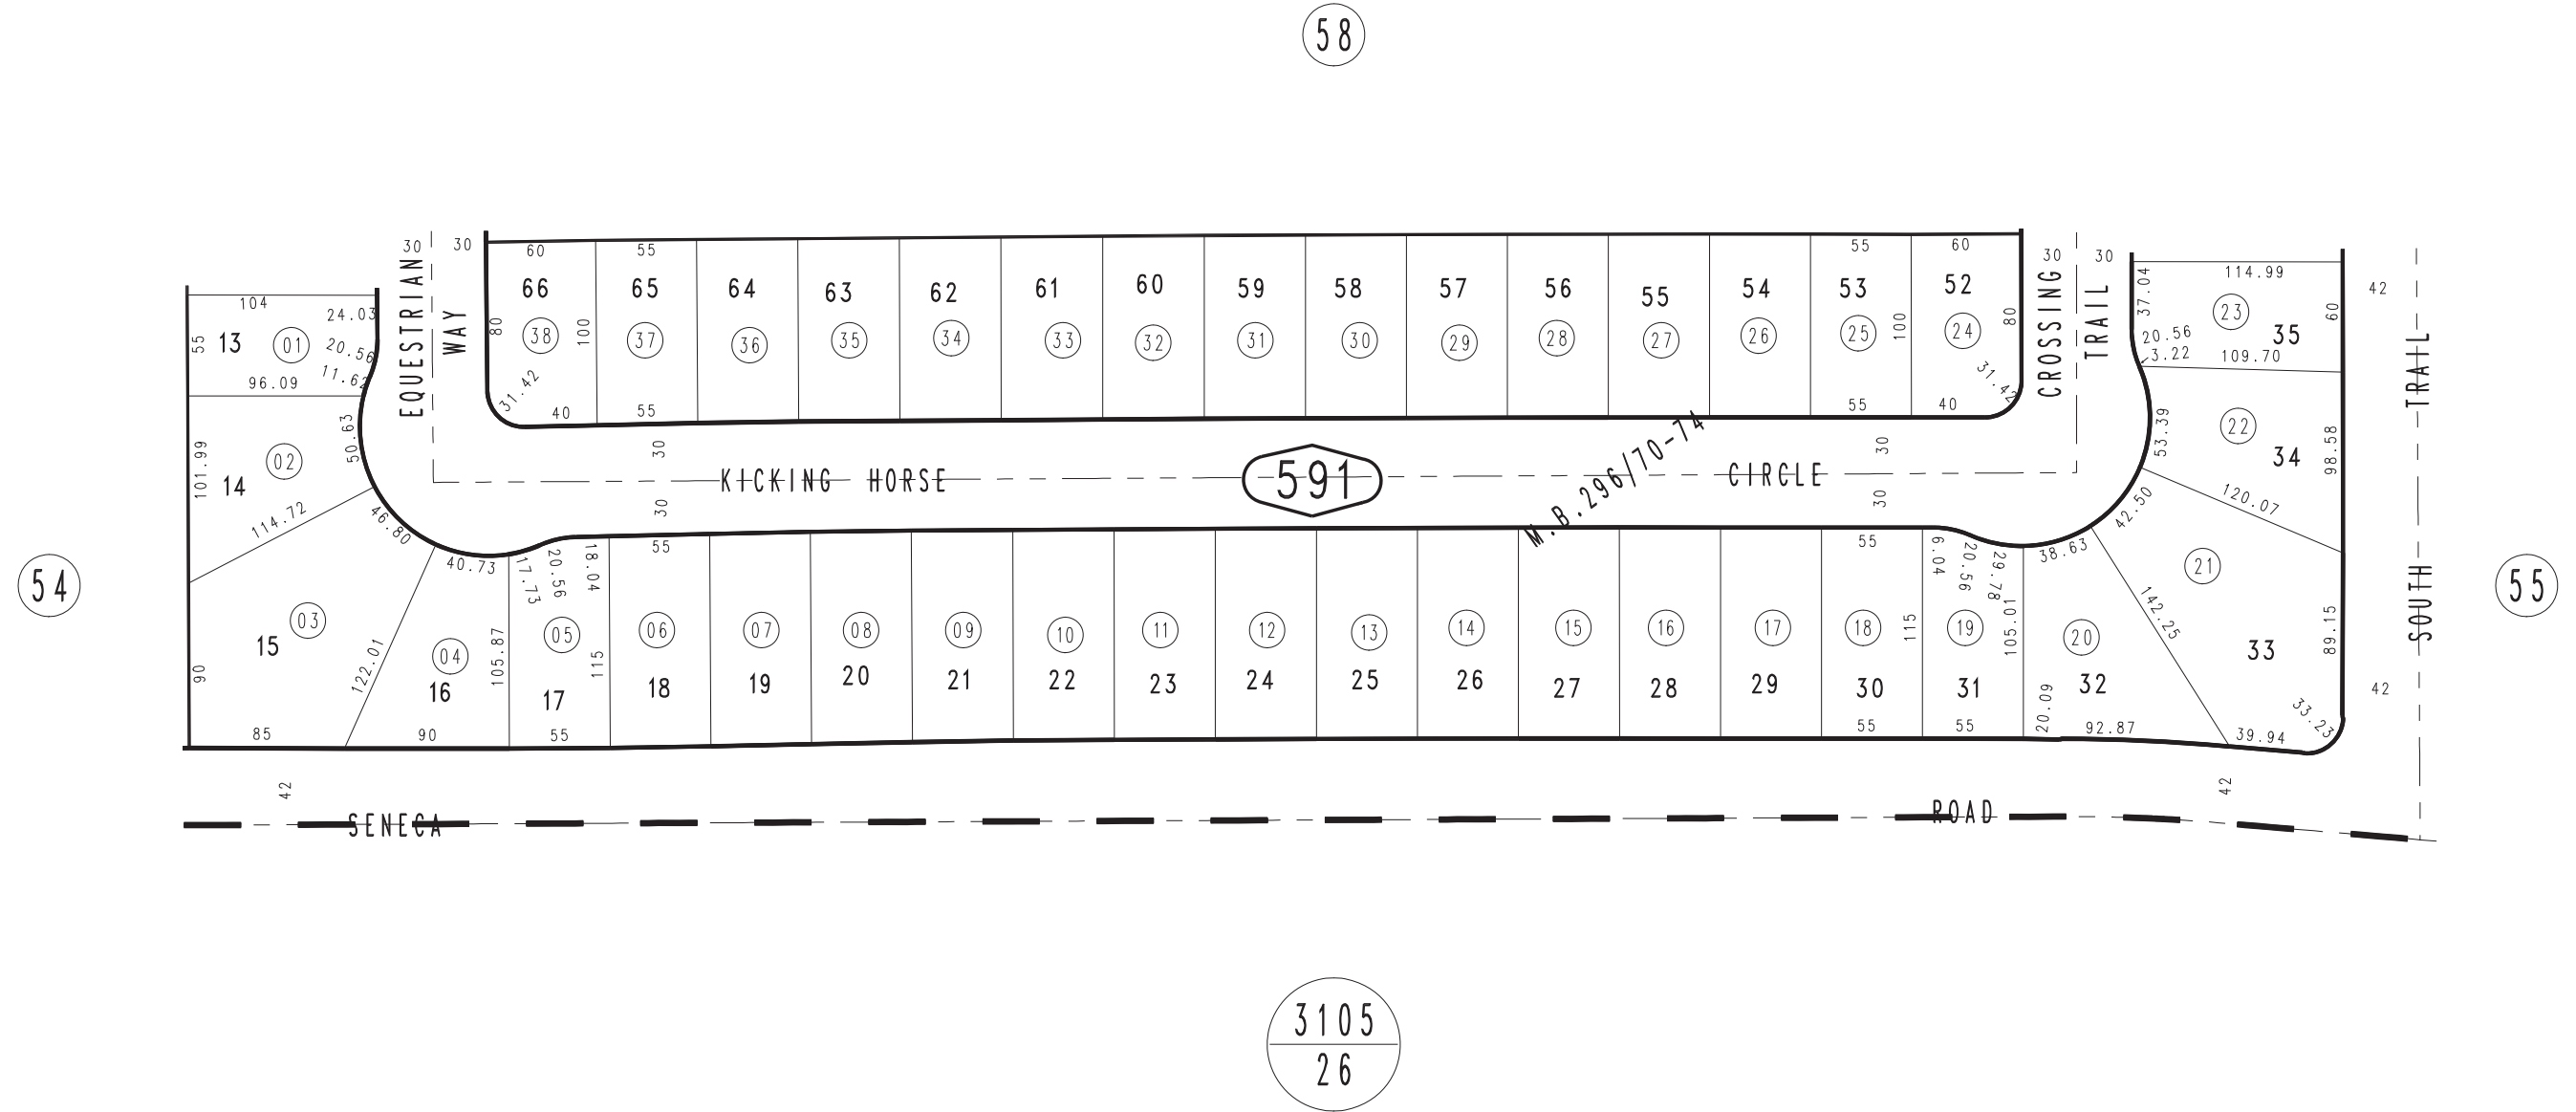 58
30 30
EQUESTRIAN
WAY
60 55 55 60
66 65 64 63 62 61 60 59 58 57 56 55 54 53 52
38 37 36 35 34 33 32 31 30 29 28 27 26 25 24
80 100 100 80
31.42 31.42
40 55 55 40
30 30
CROSSING
TRAIL
104
24.03
55 13 01 20.56
96.09 11.62
101.99 14 02 50.63
114.72
46.80
37.04 114.99
23 60
20.56 35
3.22 109.70
53.39 22 34 98.58
42.50 120.07
42
TRAIL
SOUTH
42
30 30
KICKING HORSE 591 CIRCLE
30 30
M.B.296/70-74
54
55
40.73 17.73 20.56 18.04 55 55 6.04 20.56 29.78 38.63
15 03 122.01 04 105.87 05 115 06 07 08 09 10 11 12 13 14 15 16 17 18 115 19 105.01 20 142.25 21
90 16 17 18 19 20 21 22 23 24 25 26 27 28 29 30 31 32 33 89.15
85 90 55 55 55 20.09 92.87 39.94 33.23
42 42
SENECA ROAD
3105
26